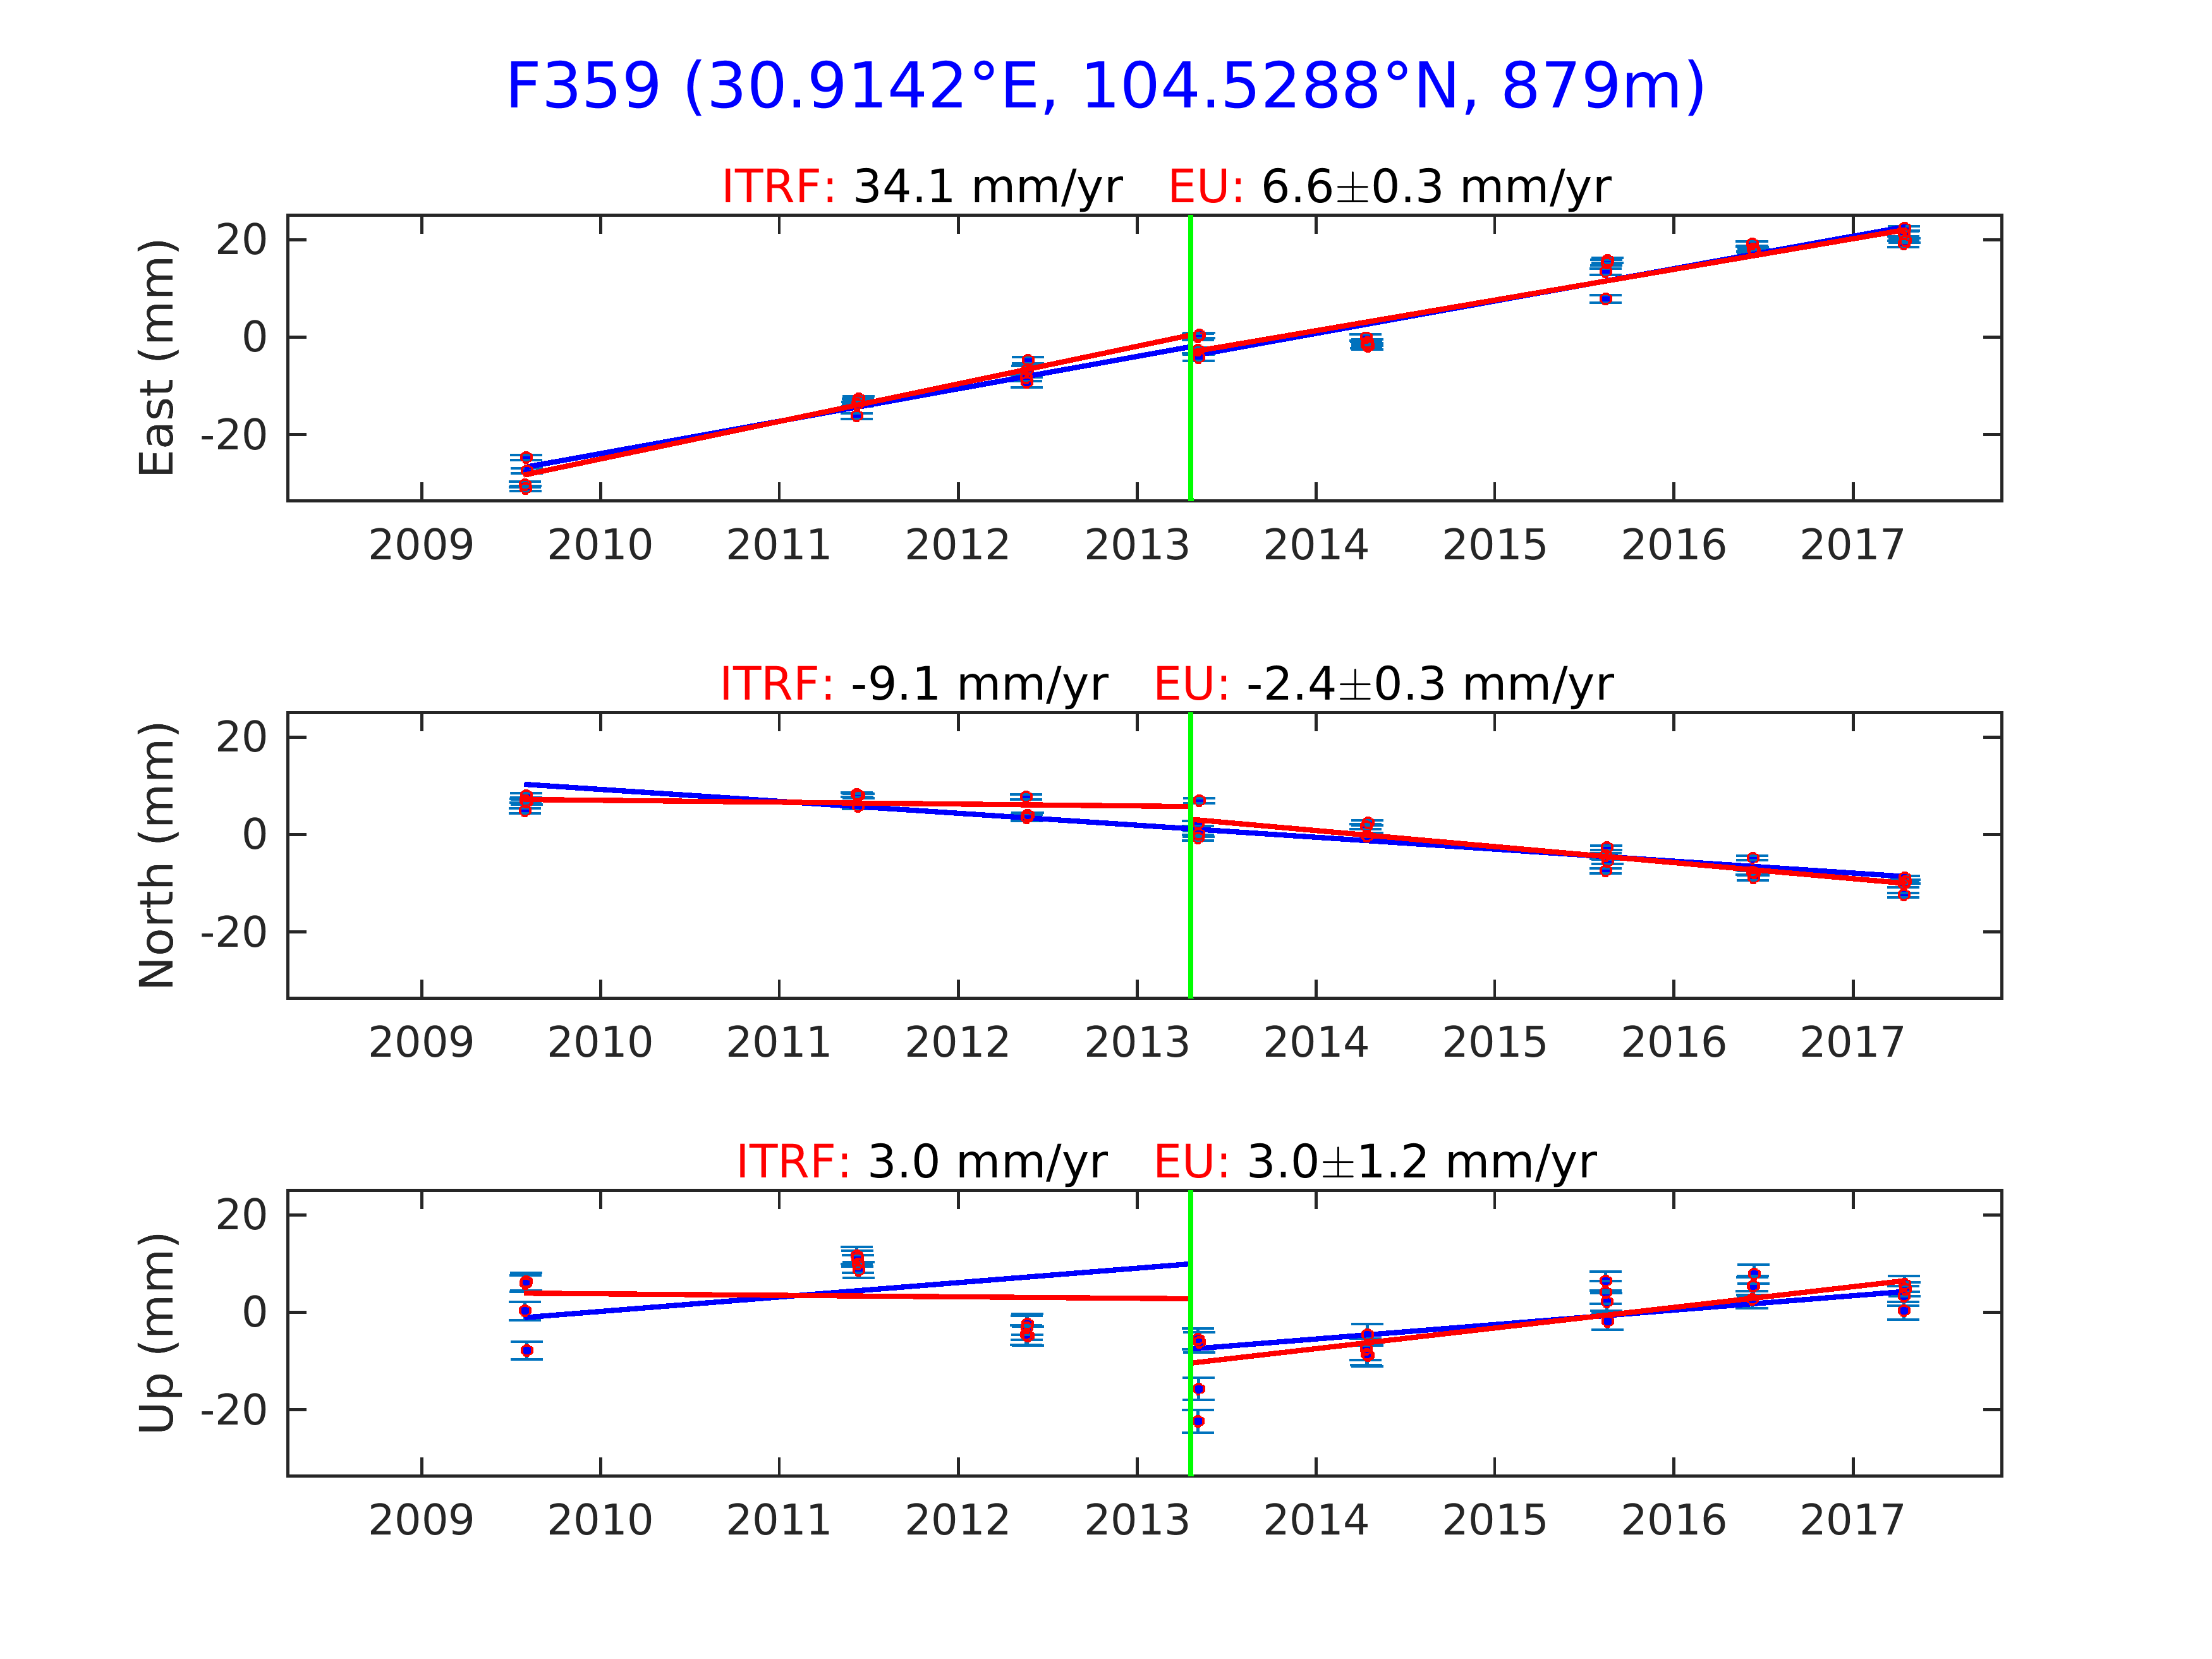 F359 (30.9142°E, 104.5288°N, 879m)
ITRF: 34.1 mm/yr EU: 6.6±0.3 mm/yr
East (mm)
20
0
-20
2009 2010 2011 2012 2013 2014 2015 2016 2017
ITRF: -9.1 mm/yr EU: -2.4±0.3 mm/yr
North (mm)
20
0
-20
2009 2010 2011 2012 2013 2014 2015 2016 2017
ITRF: 3.0 mm/yr EU: 3.0±1.2 mm/yr
Up (mm)
20
0
-20
2009 2010 2011 2012 2013 2014 2015 2016 2017